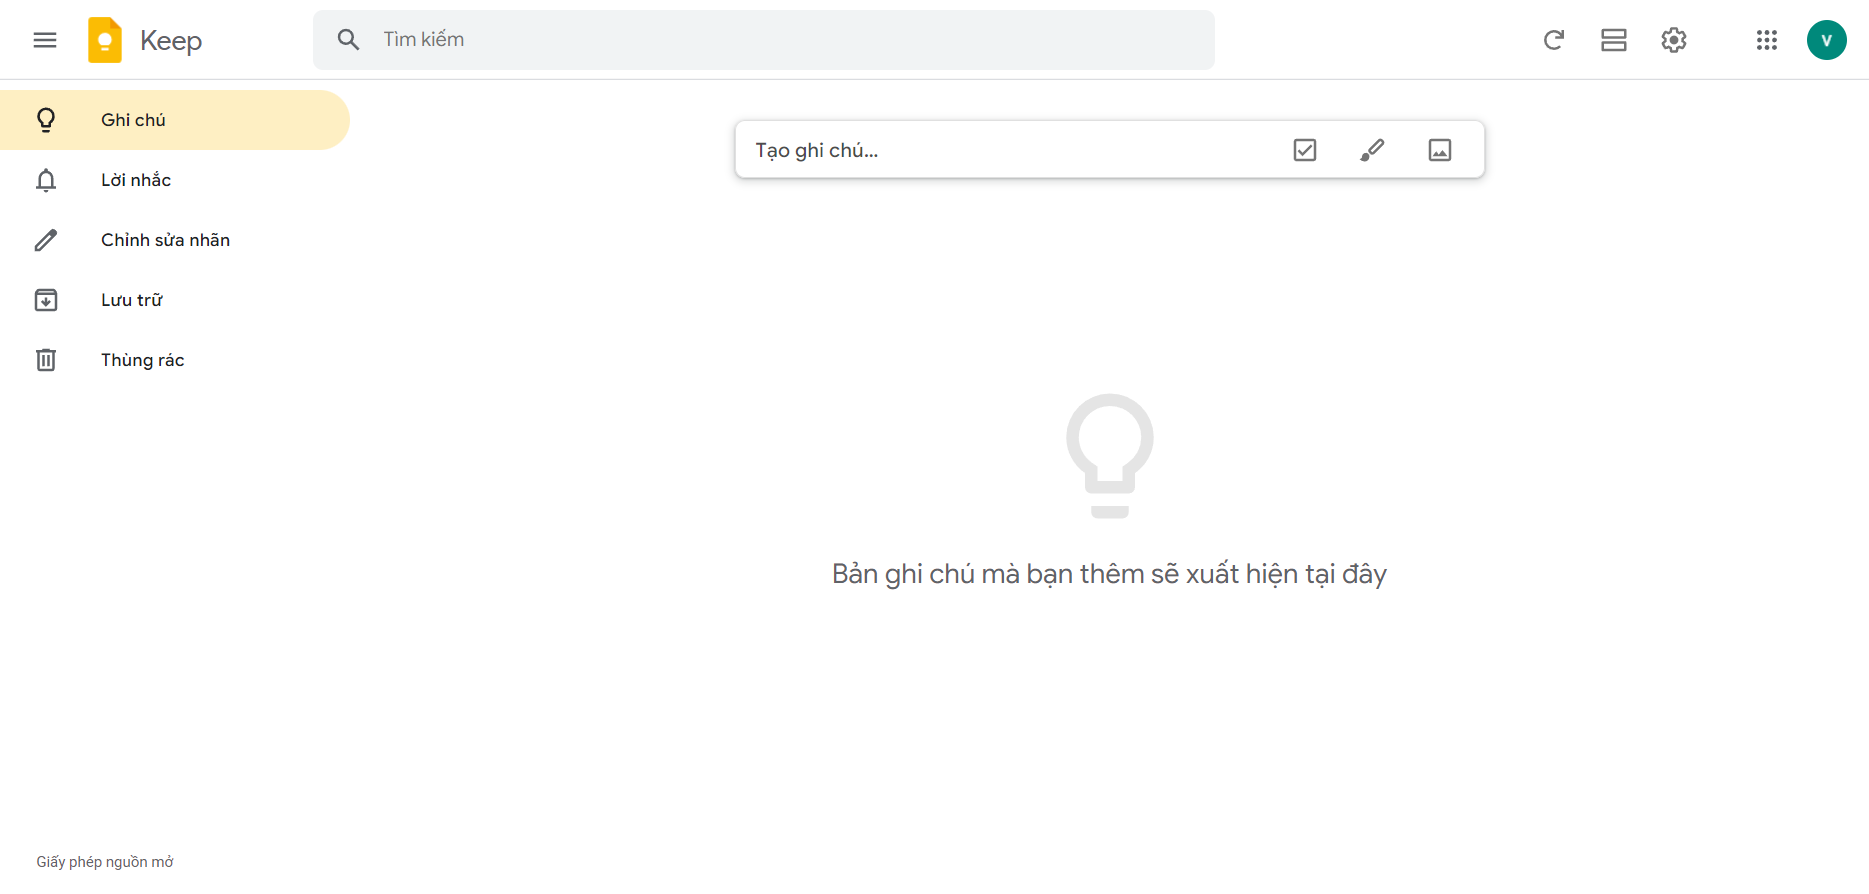 Keep
Tìm kiếm
V
Ghi chú
Lời nhắc
Chỉnh sửa nhãn
Lưu trữ
Thùng rác
Tạo ghi chú...
Bản ghi chú mà bạn thêm sẽ xuất hiện tại đây
Giấy phép nguồn mở